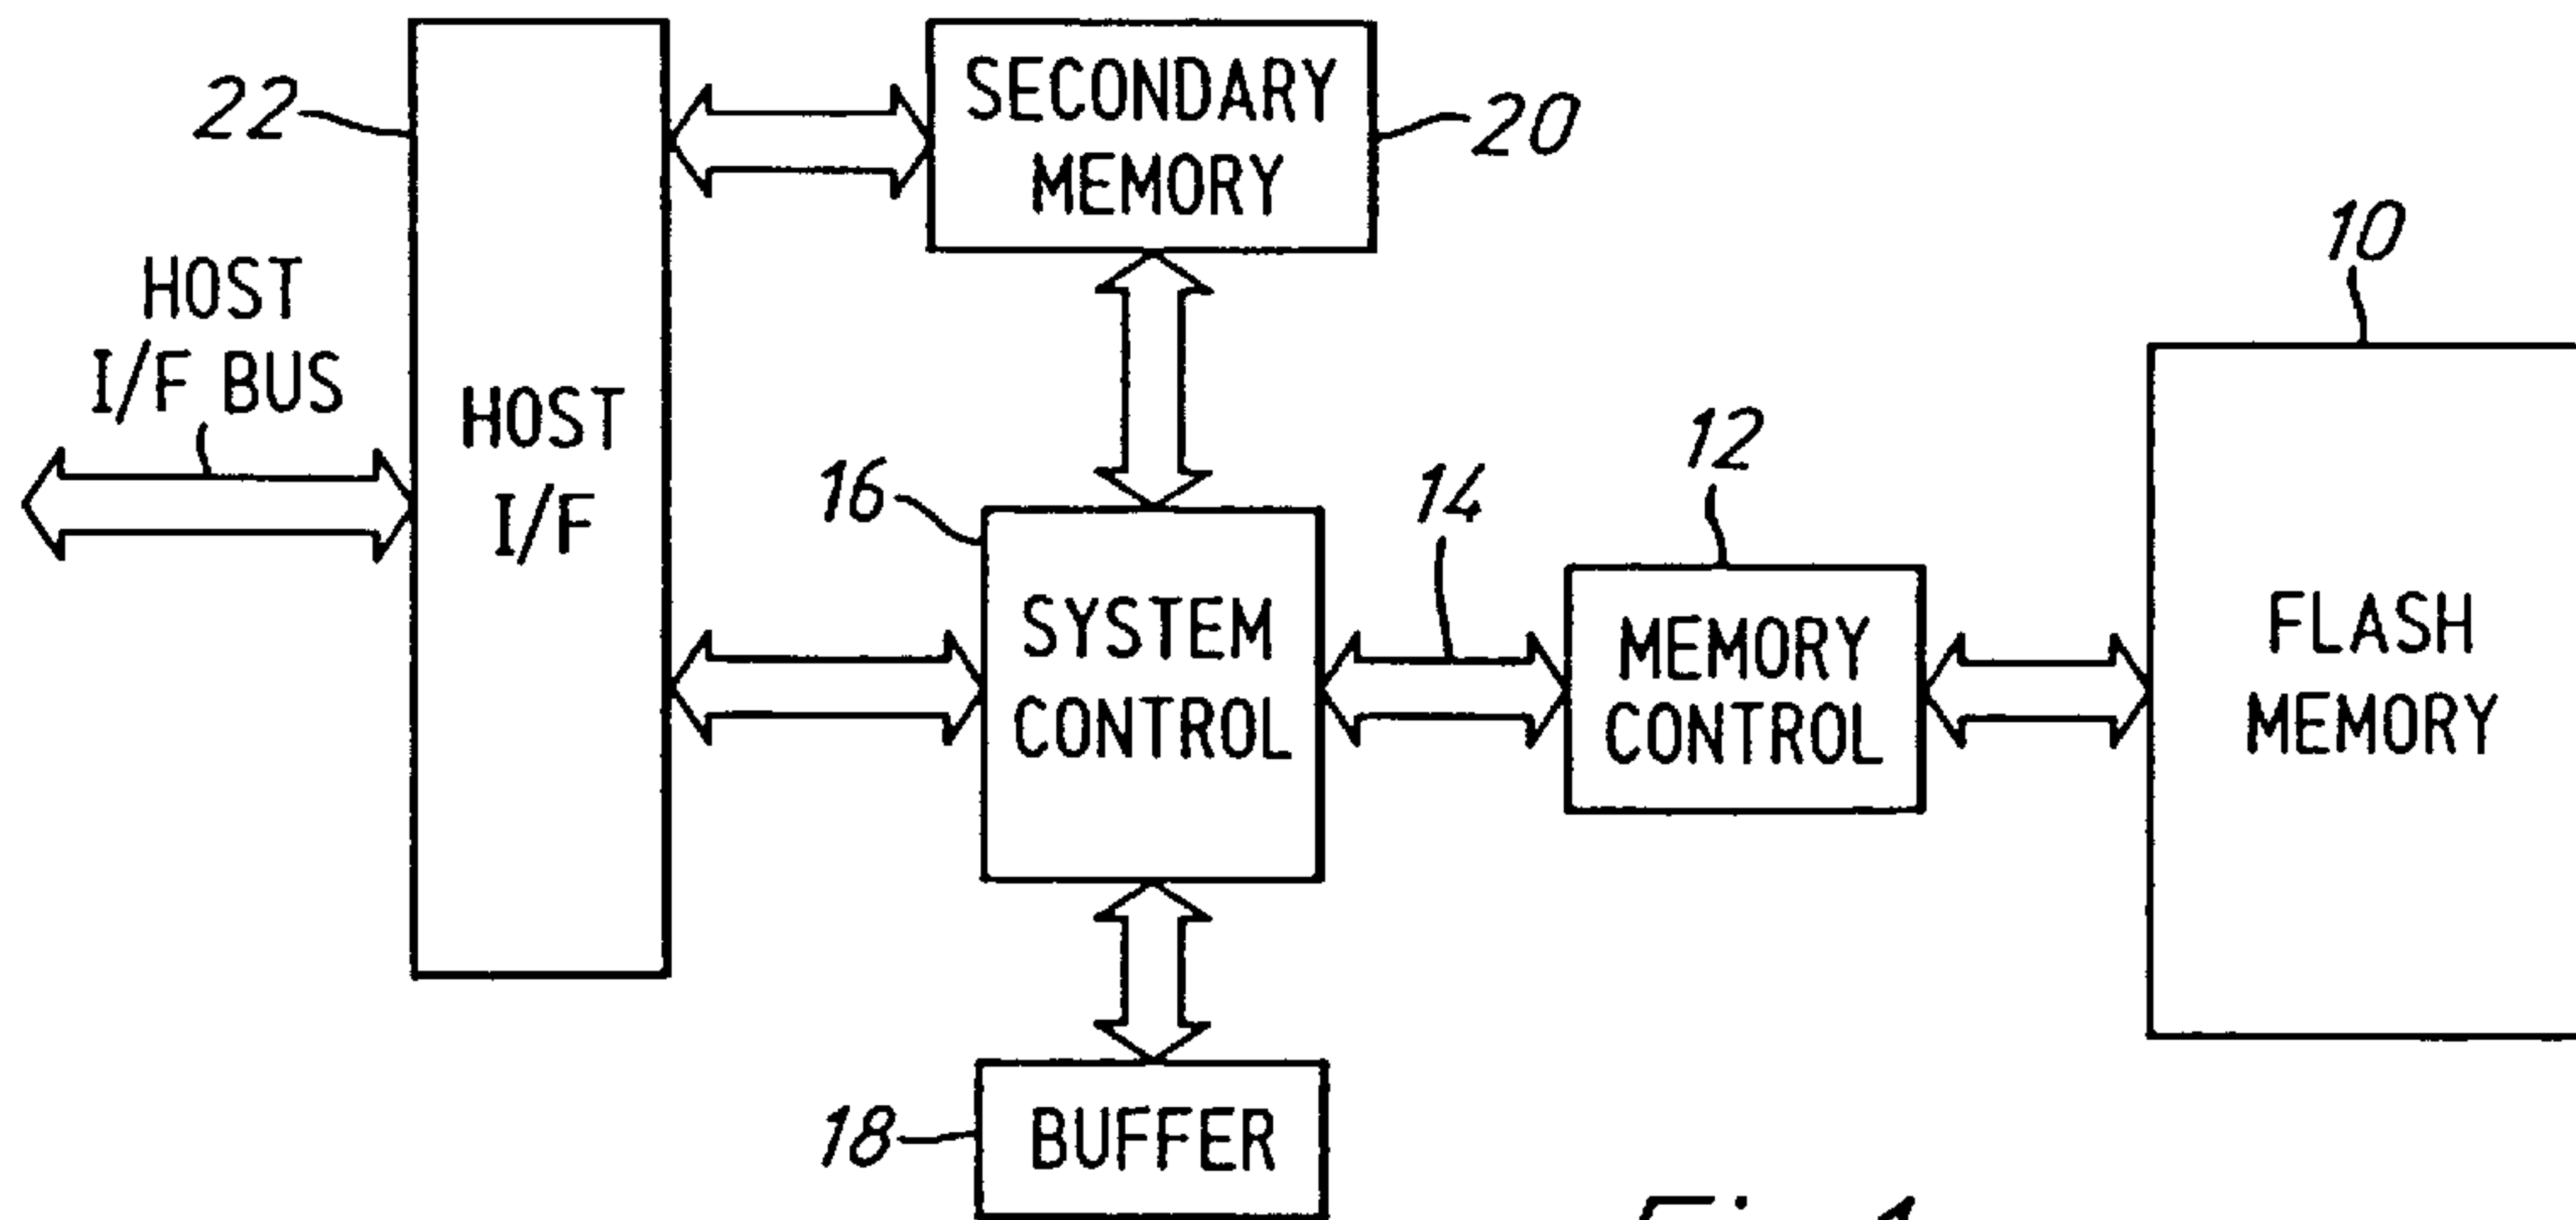 22
HOST
I/F BUS
HOST
I/F
SECONDARY
MEMORY
20
16
SYSTEM
CONTROL
14
12
MEMORY
CONTROL
10
FLASH
MEMORY
18
BUFFER